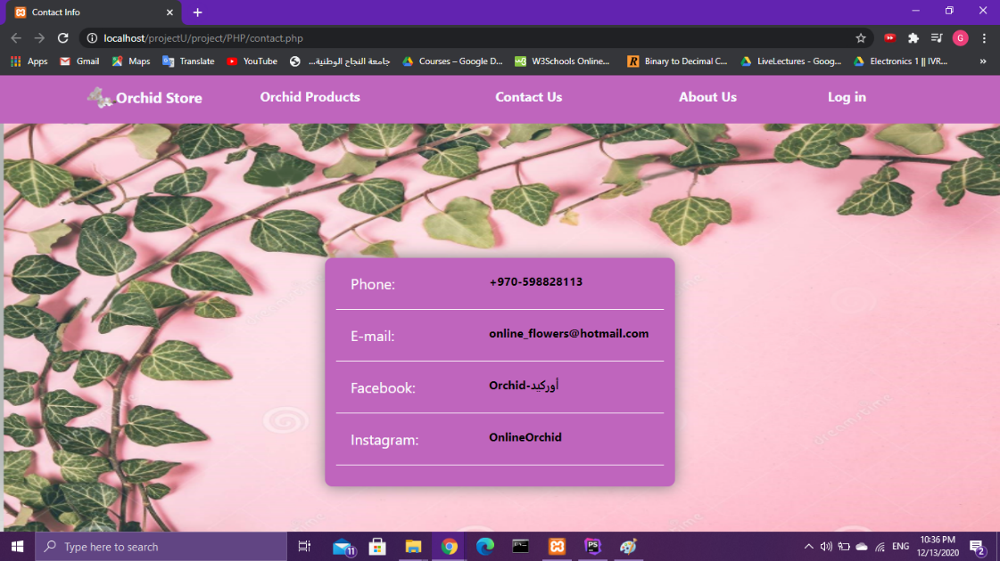 Contact Info
localhost/projectU/project/PHP/contact.php
G
Apps Gmail Maps Translate YouTube جامعة النجاح الوطنية... Courses – Google D... W3Schools Online... Binary to Decimal C... LiveLectures - Goog... Electronics 1 || IVR...
Orchid Store Orchid Products Contact Us About Us Log in
Phone: +970-598828113
E-mail: online_flowers@hotmail.com
Facebook: Orchid-أوركيد
Instagram: OnlineOrchid
dreamstime
Type here to search
11
PS
ENG
10:36 PM
12/13/2020
2